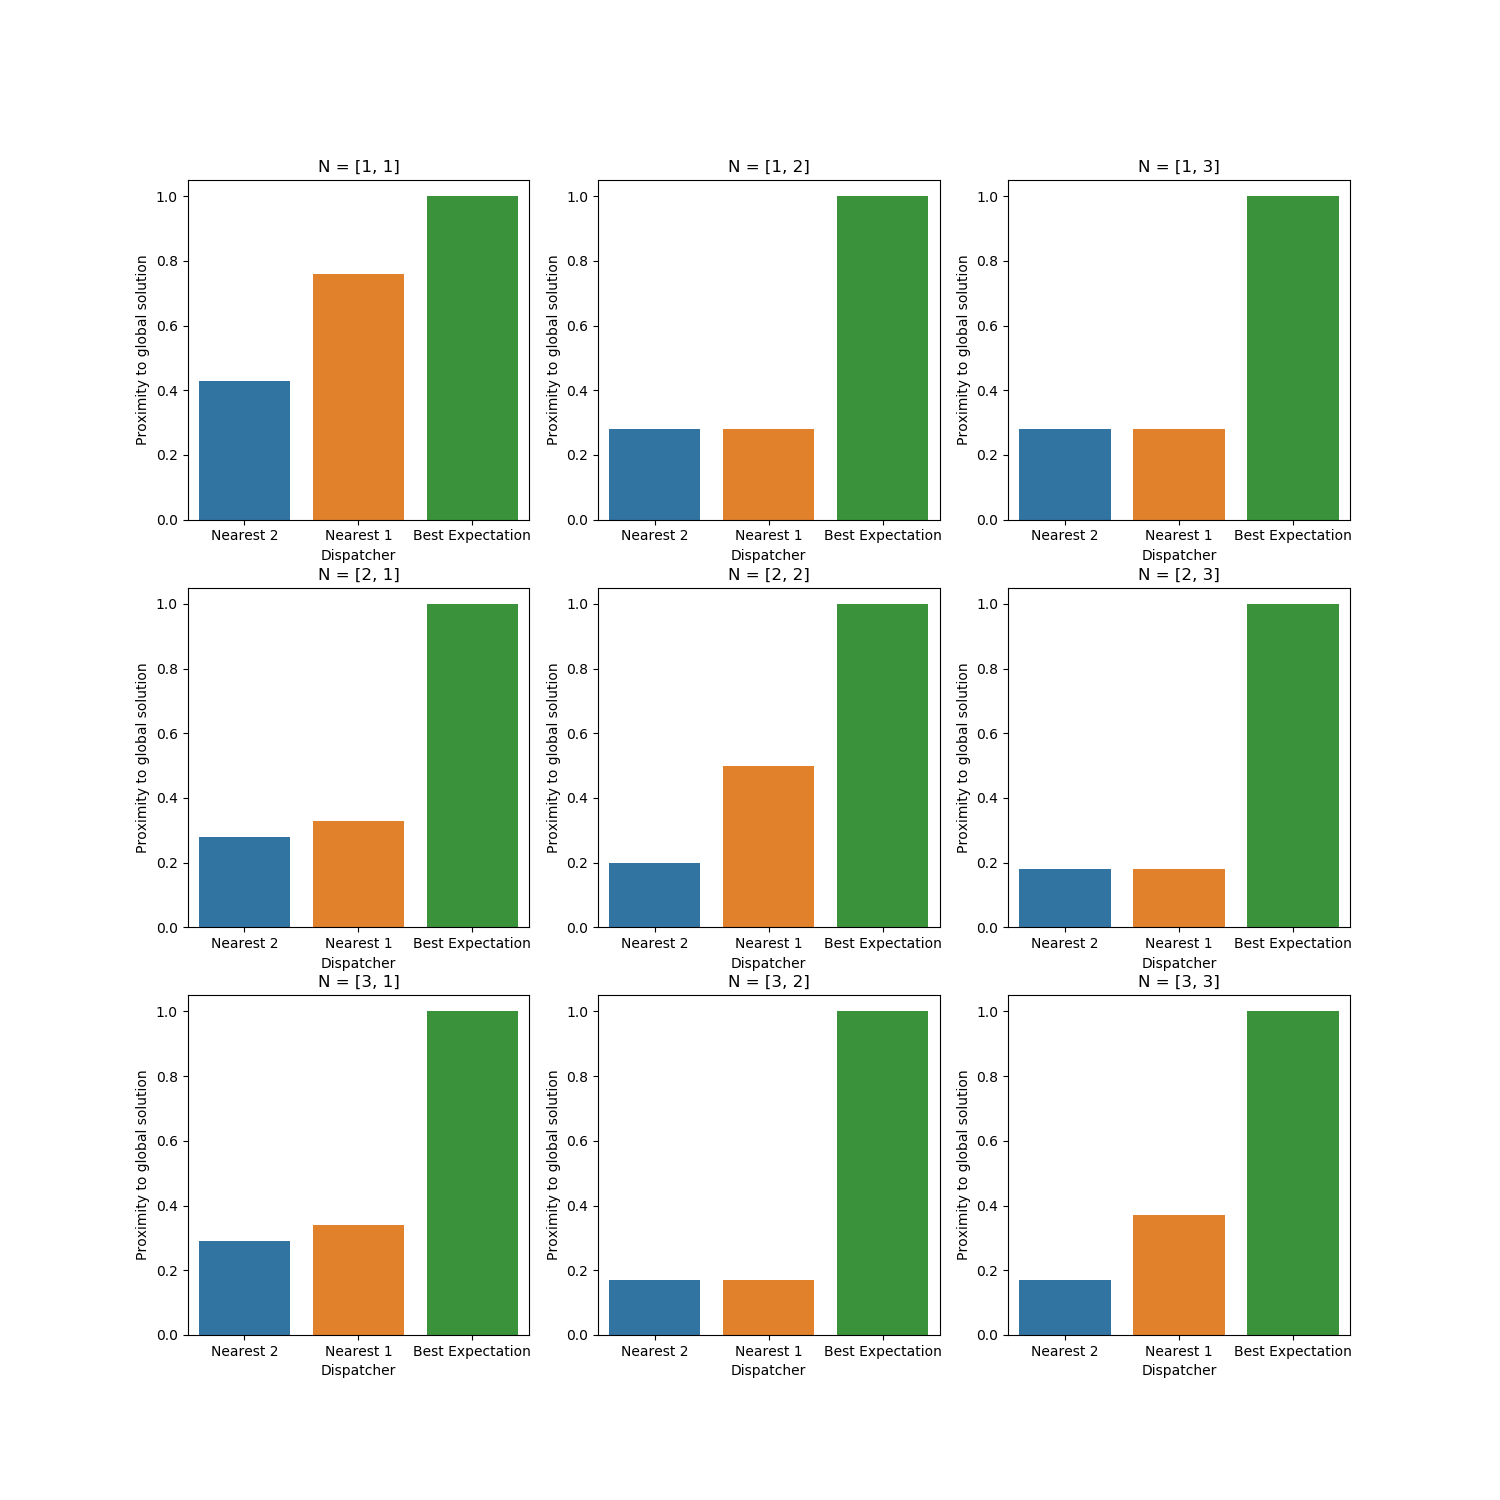 N = [1, 1]
Proximity to global solution
1.0
0.8
0.6
0.4
0.2
0.0
Nearest 2 Nearest 1 Best Expectation
Dispatcher
N = [1, 2]
Proximity to global solution
1.0
0.8
0.6
0.4
0.2
0.0
Nearest 2 Nearest 1 Best Expectation
Dispatcher
N = [1, 3]
Proximity to global solution
1.0
0.8
0.6
0.4
0.2
0.0
Nearest 2 Nearest 1 Best Expectation
Dispatcher
N = [2, 1]
Proximity to global solution
1.0
0.8
0.6
0.4
0.2
0.0
Nearest 2 Nearest 1 Best Expectation
Dispatcher
N = [2, 2]
Proximity to global solution
1.0
0.8
0.6
0.4
0.2
0.0
Nearest 2 Nearest 1 Best Expectation
Dispatcher
N = [2, 3]
Proximity to global solution
1.0
0.8
0.6
0.4
0.2
0.0
Nearest 2 Nearest 1 Best Expectation
Dispatcher
N = [3, 1]
Proximity to global solution
1.0
0.8
0.6
0.4
0.2
0.0
Nearest 2 Nearest 1 Best Expectation
Dispatcher
N = [3, 2]
Proximity to global solution
1.0
0.8
0.6
0.4
0.2
0.0
Nearest 2 Nearest 1 Best Expectation
Dispatcher
N = [3, 3]
Proximity to global solution
1.0
0.8
0.6
0.4
0.2
0.0
Nearest 2 Nearest 1 Best Expectation
Dispatcher